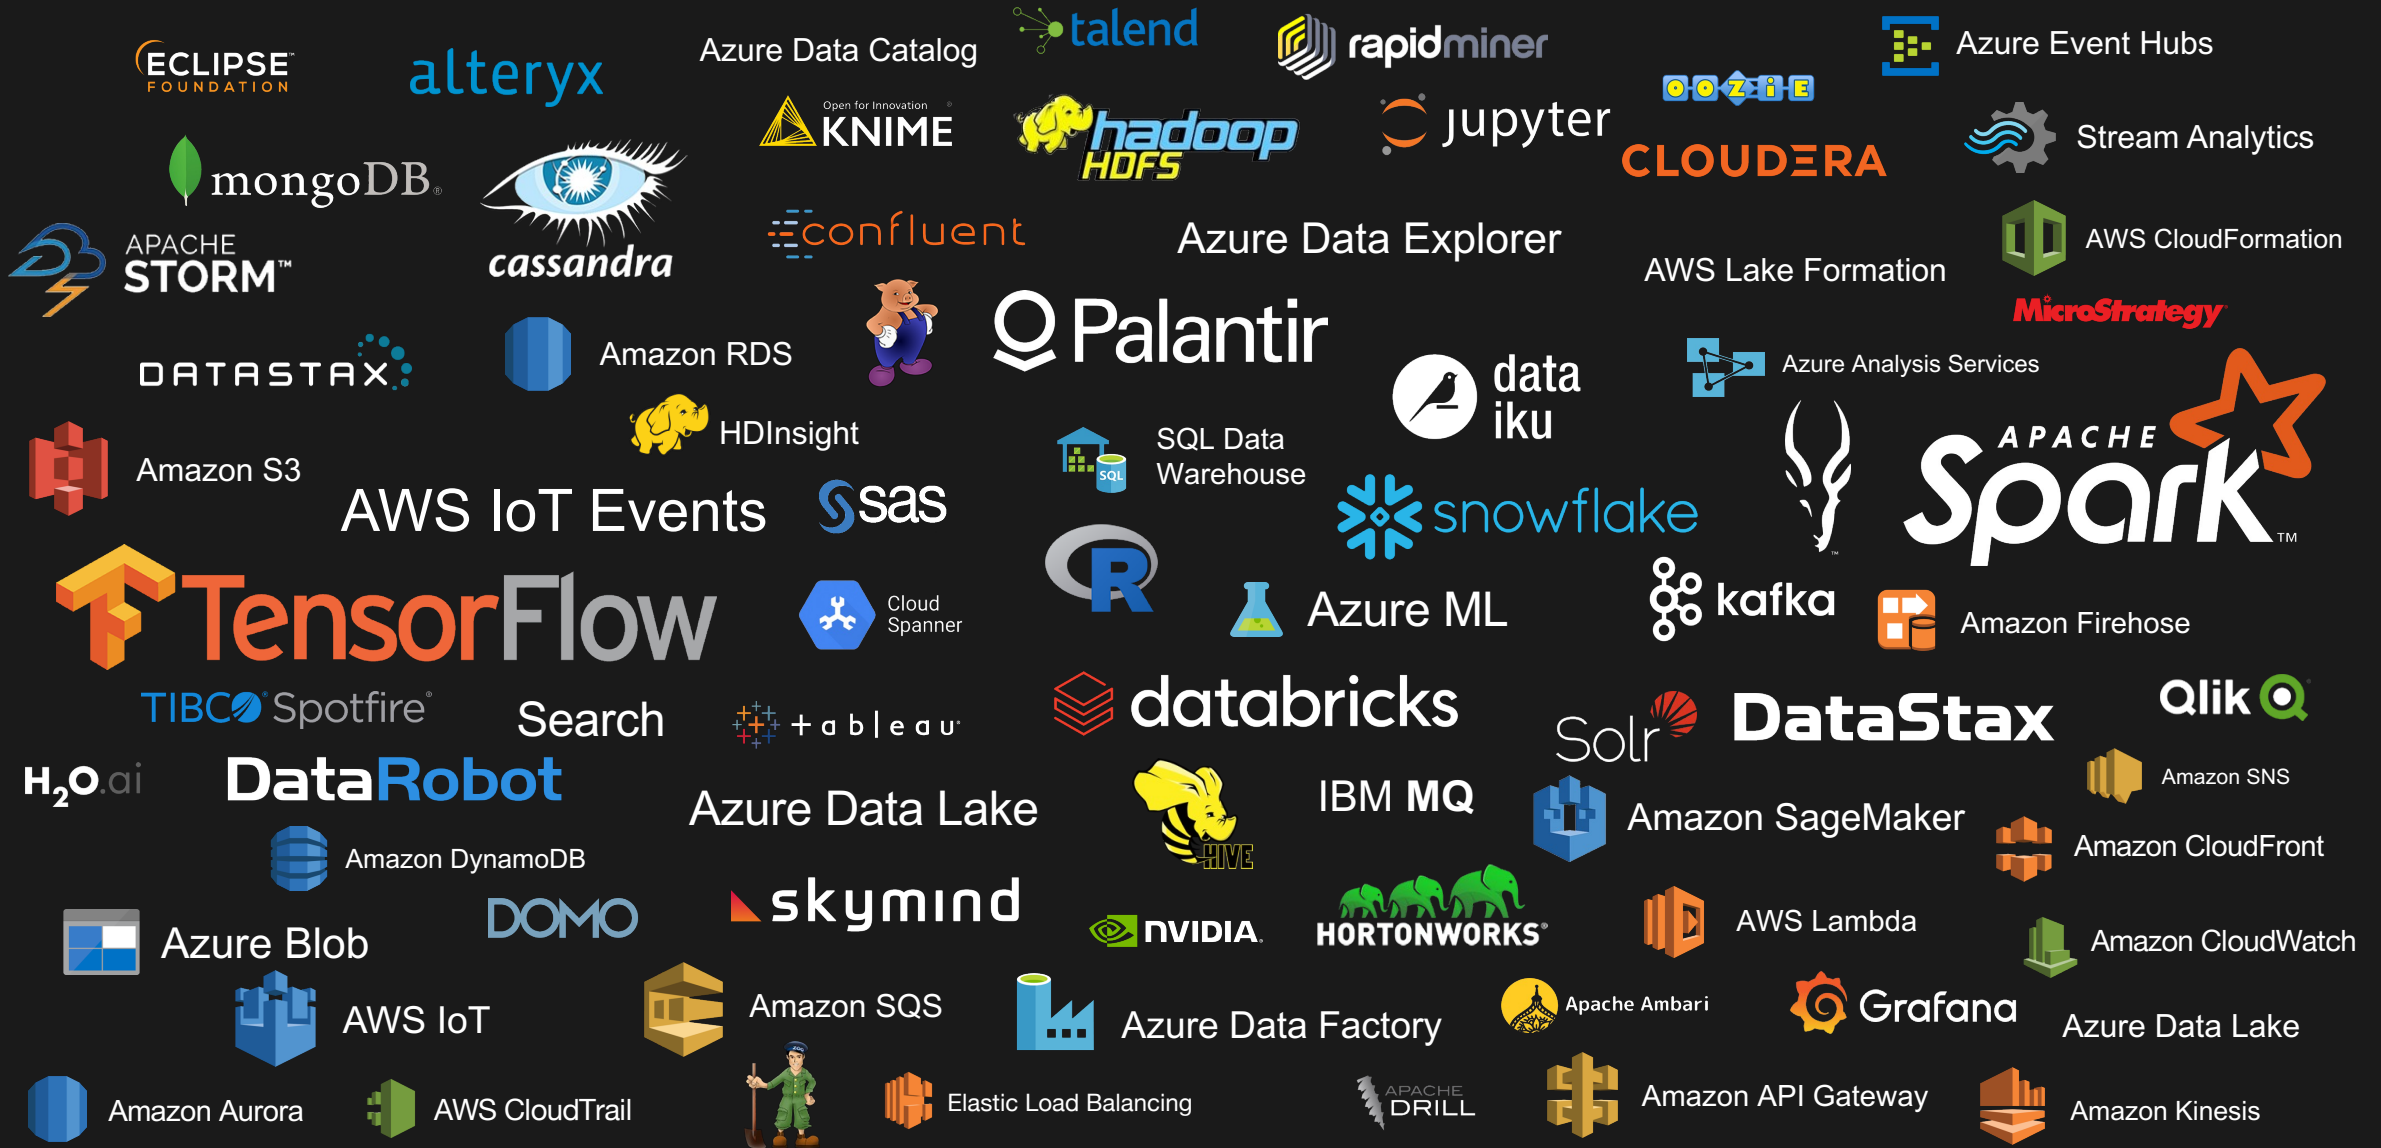 talend
Azure Data Catalog
rapidminer
Azure Event Hubs
ECLIPSE™
FOUNDATION
alteryx
OOZiE
Open for Innovation ®
KNIME
hadoop
HDFS
jupyter
Stream Analytics
CLOUDERA
mongoDB®
cassandra
confluent
Azure Data Explorer
AWS CloudFormation
APACHE
STORM™
AWS Lake Formation
MicroStrategy
Palantir
Amazon RDS
DATASTAX
data
iku
Azure Analysis Services
HDInsight
SQL Data
Warehouse
SQL
APACHE
Spark™
Amazon S3
AWS IoT Events
sas
snowflake
™
R
TensorFlow
Cloud
Spanner
Azure ML
kafka
Amazon Firehose
TIBCO® Spotfire®
Search
+ableau®
databricks
Solr
DataStax
Qlik
H2O.ai
DataRobot
Azure Data Lake
HIVE
IBM MQ
Amazon SageMaker
Amazon SNS
Amazon DynamoDB
Amazon CloudFront
DOMO
skymind
NVIDIA.
HORTONWORKS®
AWS Lambda
Amazon CloudWatch
Azure Blob
AWS IoT
Amazon SQS
Azure Data Factory
Apache Ambari
Grafana
Azure Data Lake
ZOO
Amazon Aurora
AWS CloudTrail
Elastic Load Balancing
APACHE
DRILL
Amazon API Gateway
Amazon Kinesis